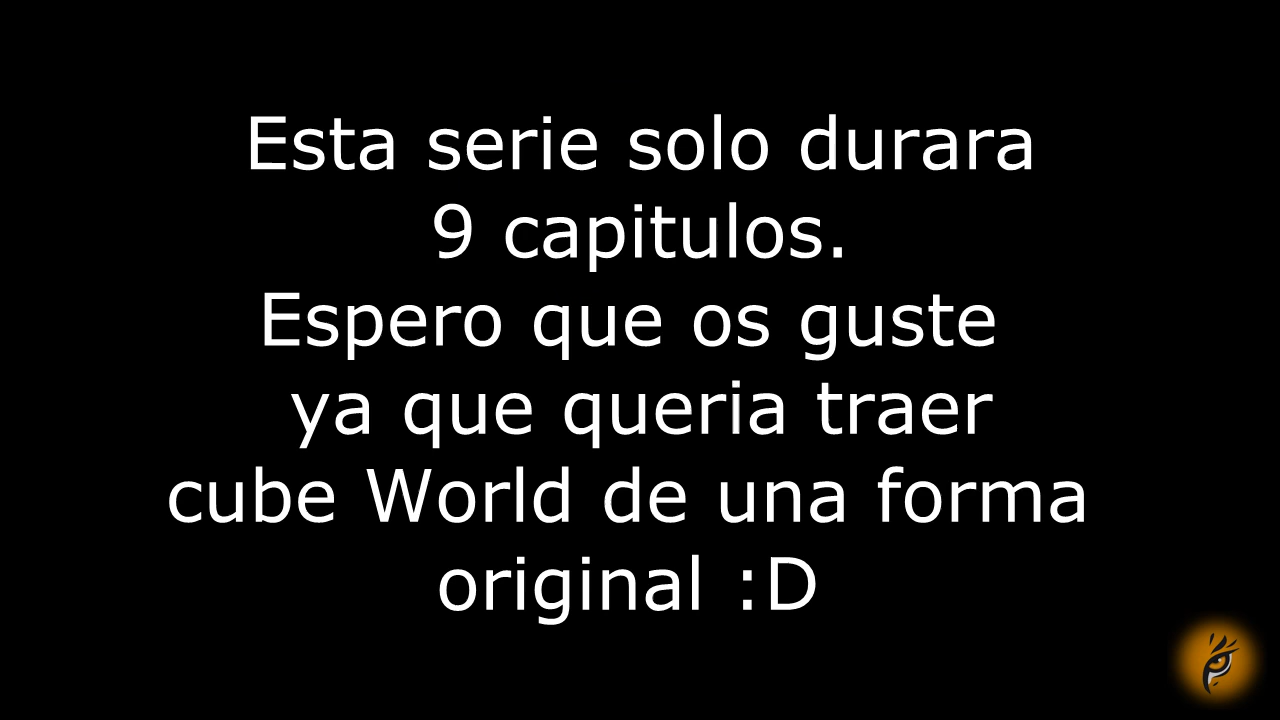 Esta serie solo durara
9 capitulos.
Espero que os guste
ya que queria traer
cube World de una forma
original :D